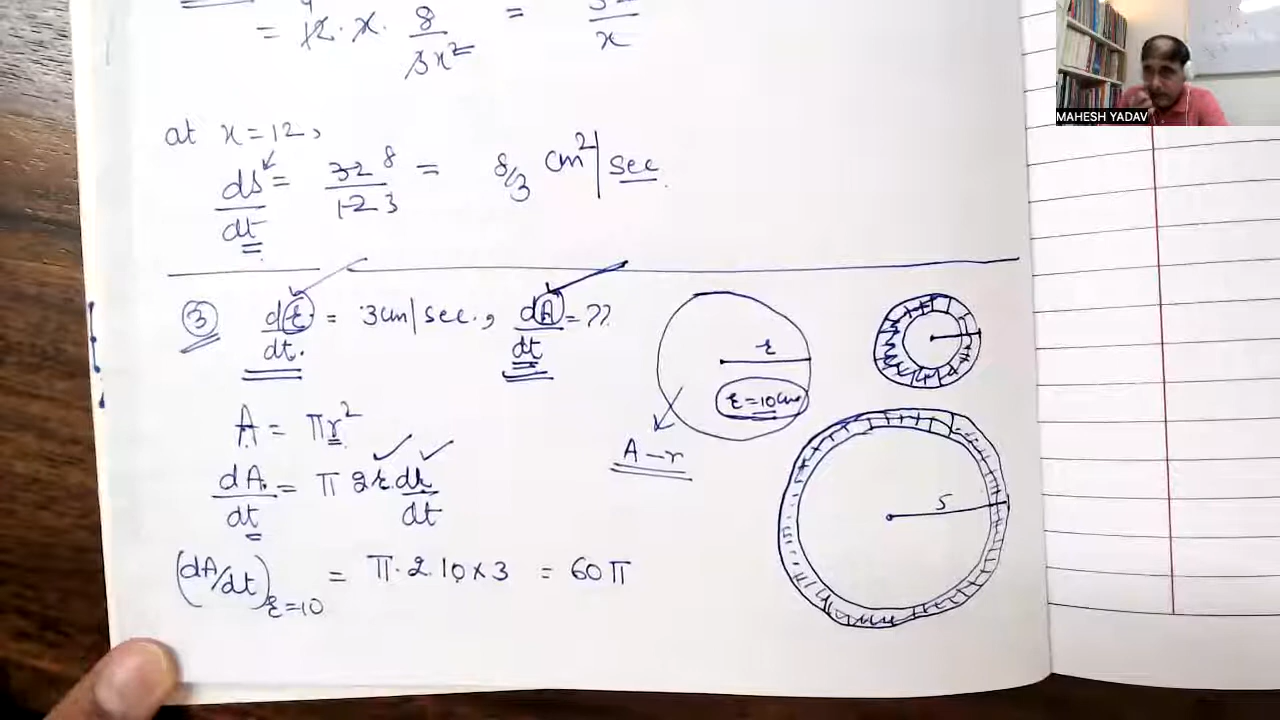 = 12 · x · 8/3x² = /x
MAHESH YADAV
at x = 12,
ds/dt = 32/12 8/3 = 8/3 cm²/sec.
③ dr/dt = 3cm/sec., dA/dt = ??
r
r=10cm
A = πr²
A – r
dA/dt = π 2r. dr/dt
5
(dA/dt) r=10 = π·2.10×3 = 60π